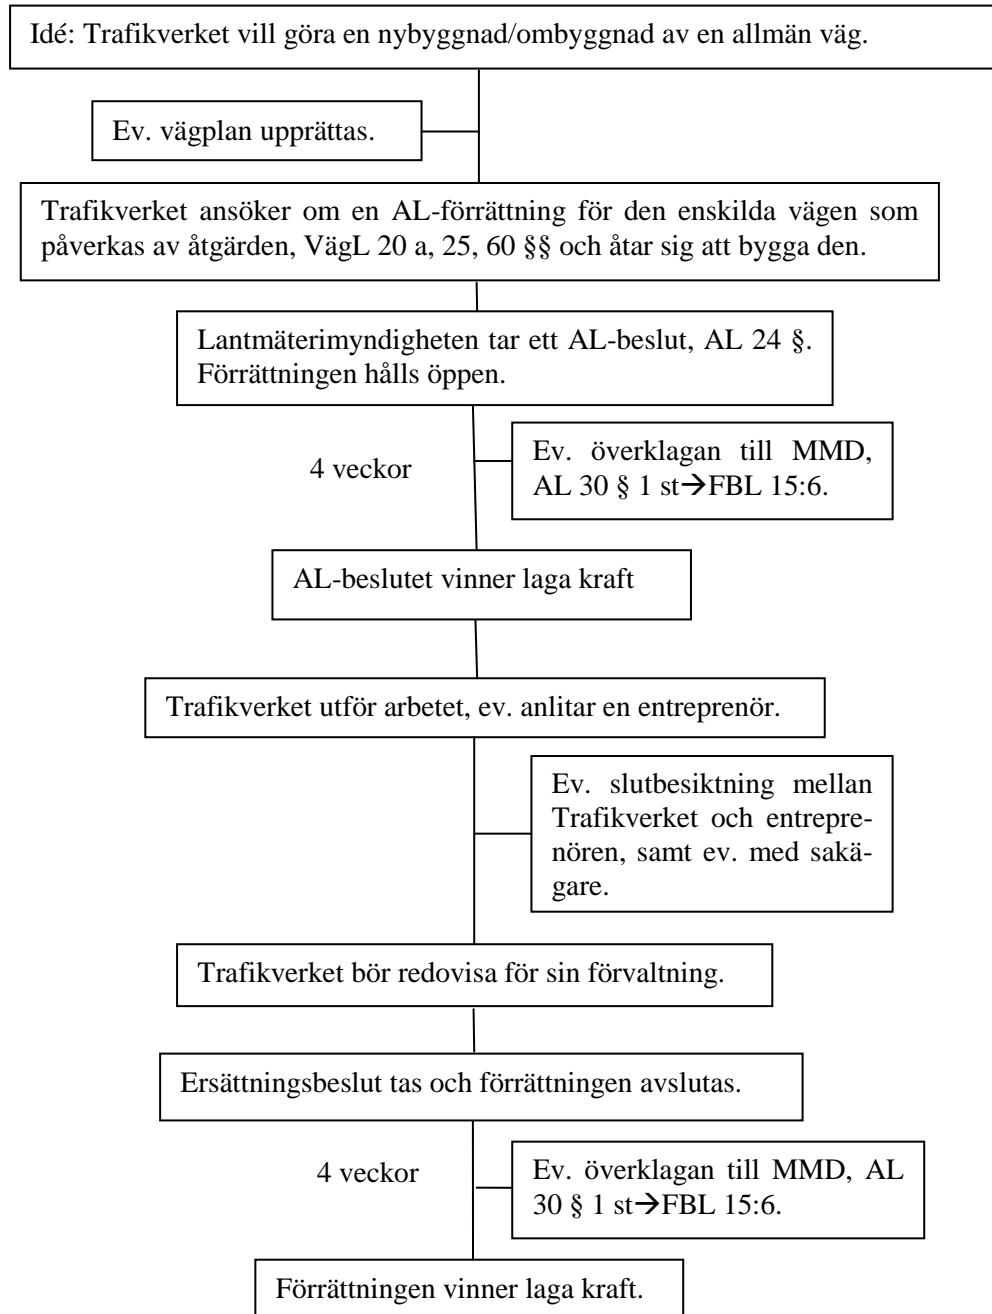 Idé: Trafikverket vill göra en nybyggnad/ombyggnad av en allmän väg.
Ev. vägplan upprättas.
Trafikverket ansöker om en AL-förrättning för den enskilda vägen som
påverkas av åtgärden, VägL 20 a, 25, 60 §§ och åtar sig att bygga den.
Lantmäterimyndigheten tar ett AL-beslut, AL 24 §.
Förrättningen hålls öppen.
4 veckor
Ev. överklagan till MMD,
AL 30 § 1 st→FBL 15:6.
AL-beslutet vinner laga kraft
Trafikverket utför arbetet, ev. anlitar en entreprenör.
Ev. slutbesiktning mellan
Trafikverket och entrepre-
nören, samt ev. med sakä-
gare.
Trafikverket bör redovisa för sin förvaltning.
Ersättningsbeslut tas och förrättningen avslutas.
4 veckor
Ev. överklagan till MMD, AL
30 § 1 st→FBL 15:6.
Förrättningen vinner laga kraft.